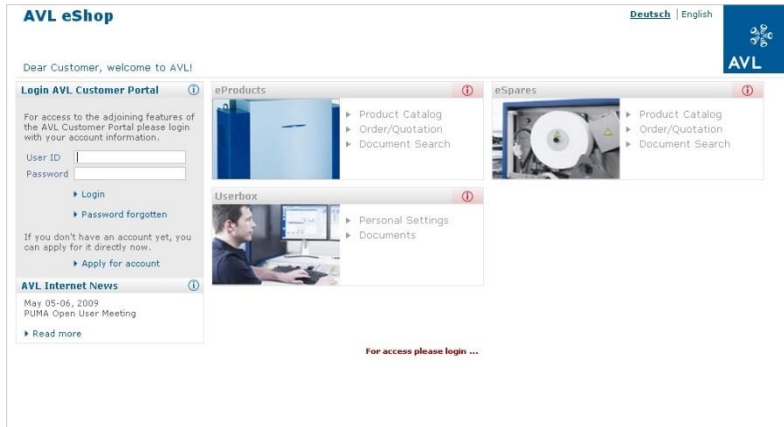 AVL eShop
Deutsch | English
AVL
Dear Customer, welcome to AVL!
Login AVL Customer Portal
For access to the adjoining features of
the AVL Customer Portal please login
with your account information.
User ID
Password
Login
Password forgotten
If you don't have an account yet, you
can apply for it directly now.
Apply for account
AVL Internet News
May 05-06, 2009
PUMA Open User Meeting
Read more
eProducts
Product Catalog
Order/Quotation
Document Search
eSpares
Product Catalog
Order/Quotation
Document Search
Userbox
Personal Settings
Documents
For access please login ...